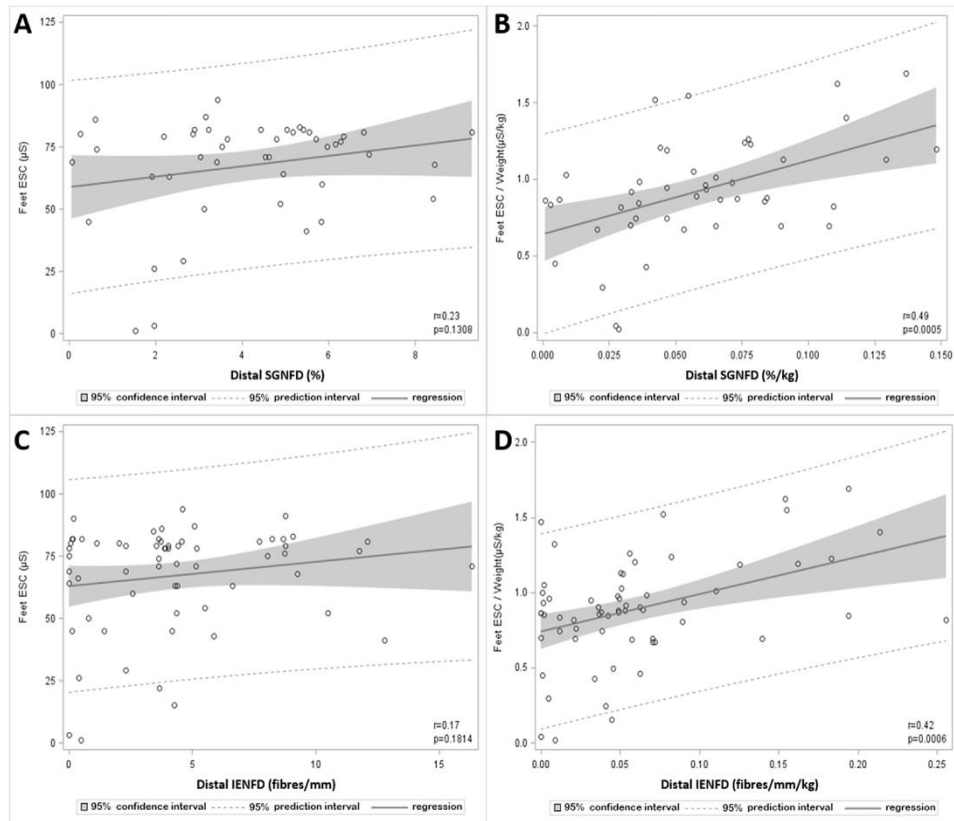 A
125
100
75
50
25
0
Feet ESC (µS)
0 2 4 6 8
r=0.23
p=0.1308
Distal SGNFD (%)
95% confidence interval 95% prediction interval regression
B
2.0
1.5
1.0
0.5
0.0
Feet ESC / Weight(µS/kg)
0.000 0.025 0.050 0.075 0.100 0.125 0.150
r=0.49
p=0.0005
Distal SGNFD (%/kg)
95% confidence interval 95% prediction interval regression
C
125
100
75
50
25
0
Feet ESC (µS)
0 5 10 15
r=0.17
p=0.1814
Distal IENFD (fibres/mm)
95% confidence interval 95% prediction interval regression
D
2.0
1.5
1.0
0.5
0.0
Feet ESC / Weight(µS/kg)
0.00 0.05 0.10 0.15 0.20 0.25
r=0.42
p=0.0006
Distal IENFD (fibres/mm/kg)
95% confidence interval 95% prediction interval regression